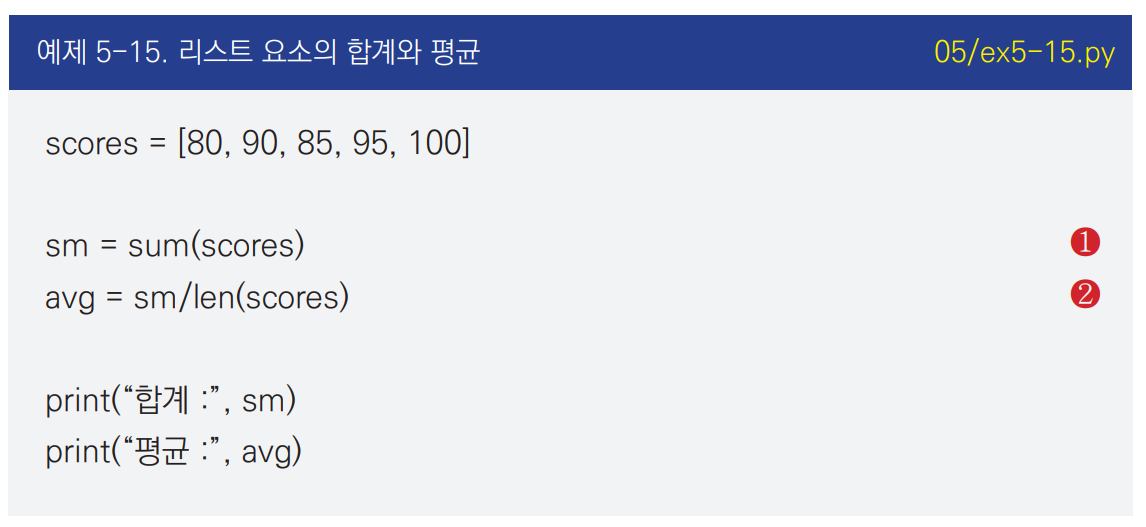 예제 5-15. 리스트 요소의 합계와 평균 05/ex5-15.py
scores = [80, 90, 85, 95, 100]
sm = sum(scores) ❶
avg = sm/len(scores) ❷
print(“합계 :”, sm)
print(“평균 :”, avg)